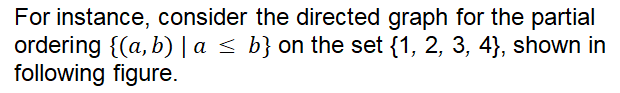 For instance, consider the directed graph for the partial
ordering {(a, b) | a ≤ b} on the set {1, 2, 3, 4}, shown in
following figure.